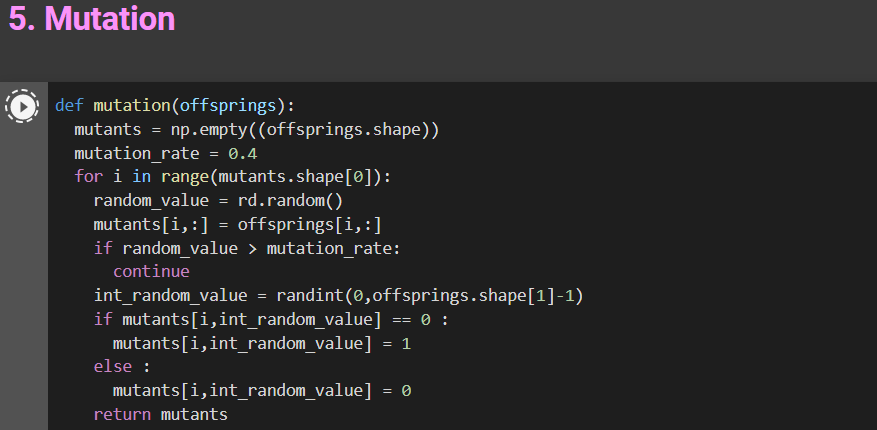 5. Mutation
def mutation(offsprings):
  mutants = np.empty((offsprings.shape))
  mutation_rate = 0.4
  for i in range(mutants.shape[0]):
    random_value = rd.random()
    mutants[i,:] = offsprings[i,:]
    if random_value > mutation_rate:
      continue
    int_random_value = randint(0,offsprings.shape[1]-1)
    if mutants[i,int_random_value] == 0 :
      mutants[i,int_random_value] = 1
    else :
      mutants[i,int_random_value] = 0
    return mutants